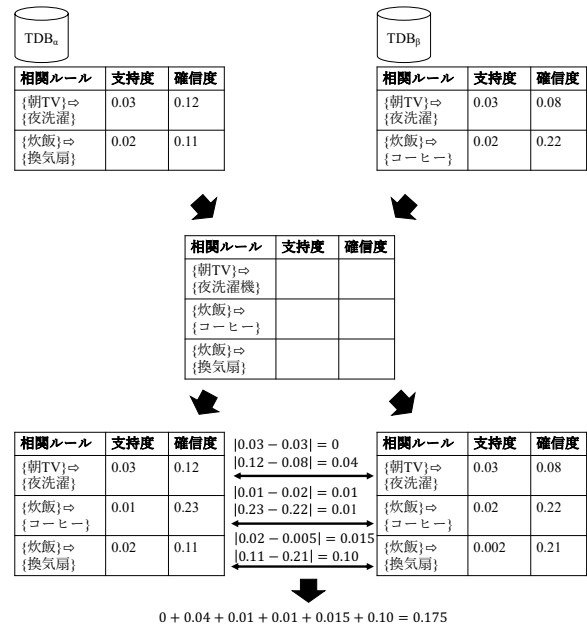 TDBα
TDBβ
相関ルール 支持度 確信度
{朝TV}⇨ 0.03 0.12
{夜洗濯}
{炊飯}⇨ 0.02 0.11
{換気扇}
相関ルール 支持度 確信度
{朝TV}⇨ 0.03 0.08
{夜洗濯}
{炊飯}⇨ 0.02 0.22
{コーヒー}
相関ルール 支持度 確信度
{朝TV}⇨
{夜洗濯機}
{炊飯}⇨
{コーヒー}
{炊飯}⇨
{換気扇}
相関ルール 支持度 確信度
{朝TV}⇨ 0.03 0.12
{夜洗濯}
{炊飯}⇨ 0.01 0.23
{コーヒー}
{炊飯}⇨ 0.02 0.11
{換気扇}
|0.03 − 0.03| = 0
|0.12 − 0.08| = 0.04
|0.01 − 0.02| = 0.01
|0.23 − 0.22| = 0.01
|0.02 − 0.005| = 0.015
|0.11 − 0.21| = 0.10
相関ルール 支持度 確信度
{朝TV}⇨ 0.03 0.08
{夜洗濯}
{炊飯}⇨ 0.02 0.22
{コーヒー}
{炊飯}⇨ 0.002 0.21
{換気扇}
0 + 0.04 + 0.01 + 0.01 + 0.015 + 0.10 = 0.175